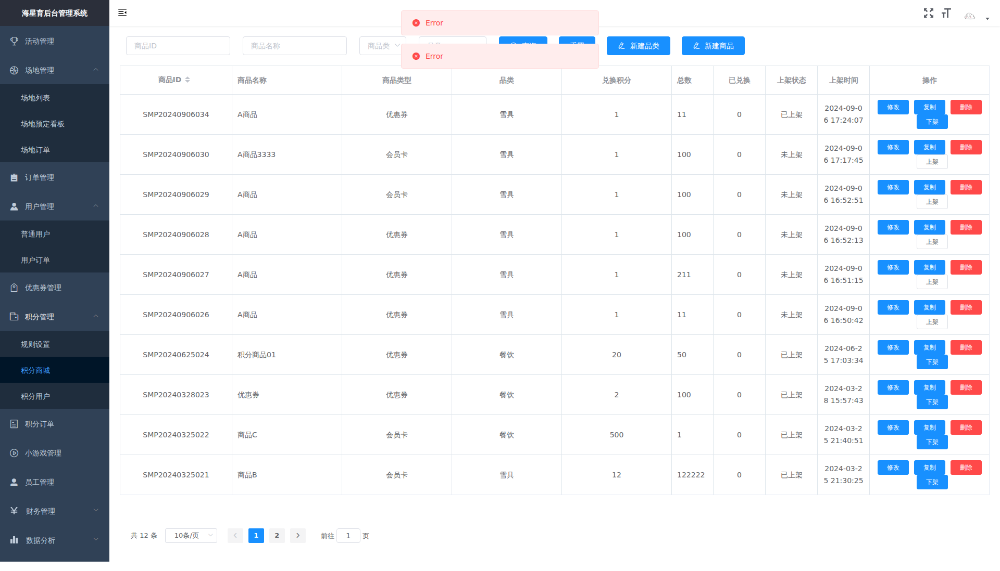 海星育后台管理系统
活动管理
场地管理
场地列表
场地预定看板
场地订单
订单管理
用户管理
普通用户
用户订单
优惠券管理
积分管理
规则设置
积分商城
积分用户
积分订单
小游戏管理
员工管理
财务管理
数据分析
Error
Error
商品ID 商品名称 商品类 新建品类 新建商品
商品ID 商品名称 商品类型 品类 兑换积分 总数 已兑换 上架状态 上架时间 操作
SMP20240906034 A商品 优惠券 雪具 1 11 0 已上架 2024-09-0 修改 复制 删除
6 17:24:07 下架
SMP20240906030 A商品3333 会员卡 雪具 1 100 0 未上架 2024-09-0 修改 复制 删除
6 17:17:45 上架
SMP20240906029 A商品 会员卡 雪具 1 100 0 未上架 2024-09-0 修改 复制 删除
6 16:52:51 上架
SMP20240906028 A商品 优惠券 雪具 1 100 0 未上架 2024-09-0 修改 复制 删除
6 16:52:13 上架
SMP20240906027 A商品 优惠券 雪具 1 211 0 未上架 2024-09-0 修改 复制 删除
6 16:51:15 上架
SMP20240906026 A商品 优惠券 雪具 1 11 0 未上架 2024-09-0 修改 复制 删除
6 16:50:42 上架
SMP20240625024 积分商品01 优惠券 餐饮 20 50 0 已上架 2024-06-2 修改 复制 删除
5 17:03:34 下架
SMP20240328023 优惠券 优惠券 餐饮 2 100 0 已上架 2024-03-2 修改 复制 删除
8 15:57:43 下架
SMP20240325022 商品C 会员卡 餐饮 500 1 0 已上架 2024-03-2 修改 复制 删除
5 21:40:51 下架
SMP20240325021 商品B 会员卡 雪具 12 122222 0 已上架 2024-03-2 修改 复制 删除
5 21:30:25 下架
共 12 条 10条/页 1 2 前往 1 页